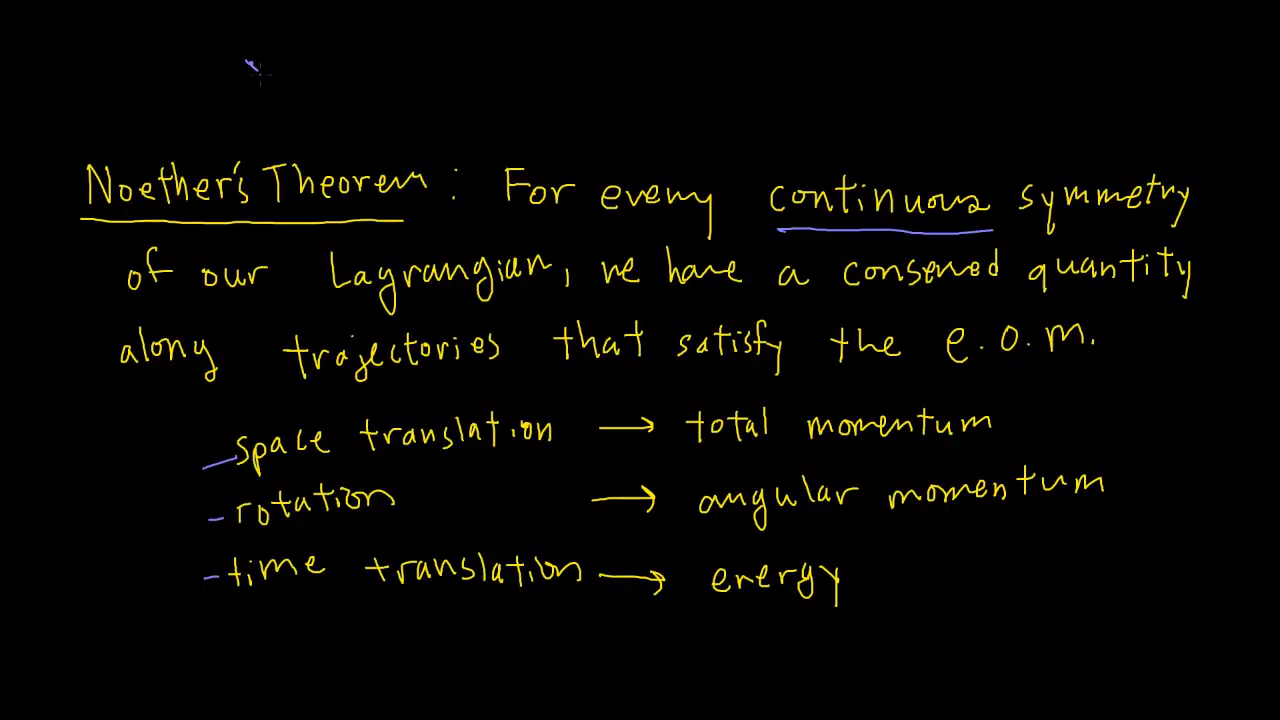 Noether's Theorem : For every continuous symmetry
of our Lagrangian, we have a conserved quantity
along trajectories that satisfy the e.o.m.
- space translation → total momentum
- rotation → angular momentum
- time translation → energy